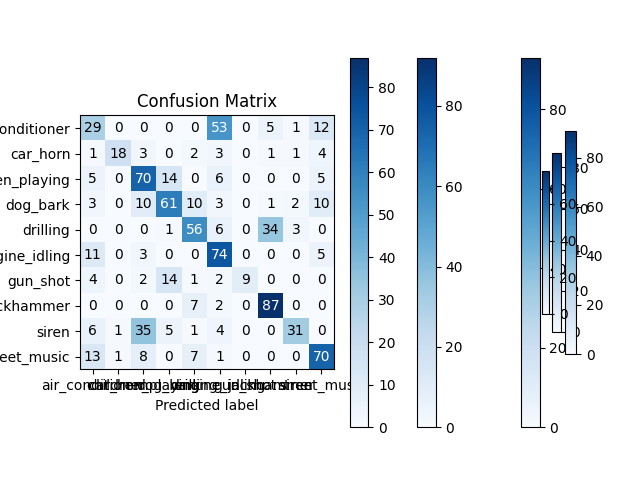 Confusion Matrix
onditioner 29 0 0 0 0 53 0 5 1 12
car_horn 1 18 3 0 2 3 0 1 1 4
en_playing 5 0 70 14 0 6 0 0 0 5
dog_bark 3 0 10 61 10 3 0 1 2 10
drilling 0 0 0 1 56 6 0 34 3 0
gine_idling 11 0 3 0 0 74 0 0 0 5
gun_shot 4 0 2 14 1 2 9 0 0 0
ckhammer 0 0 0 0 7 2 0 87 0 0
siren 6 1 35 5 1 4 0 0 31 0
eet_music 13 1 8 0 7 1 0 0 0 70
Predicted label
80
70
60
50
40
30
20
10
0
80
60
40
20
0
80
20
0
80
60
40
20
0